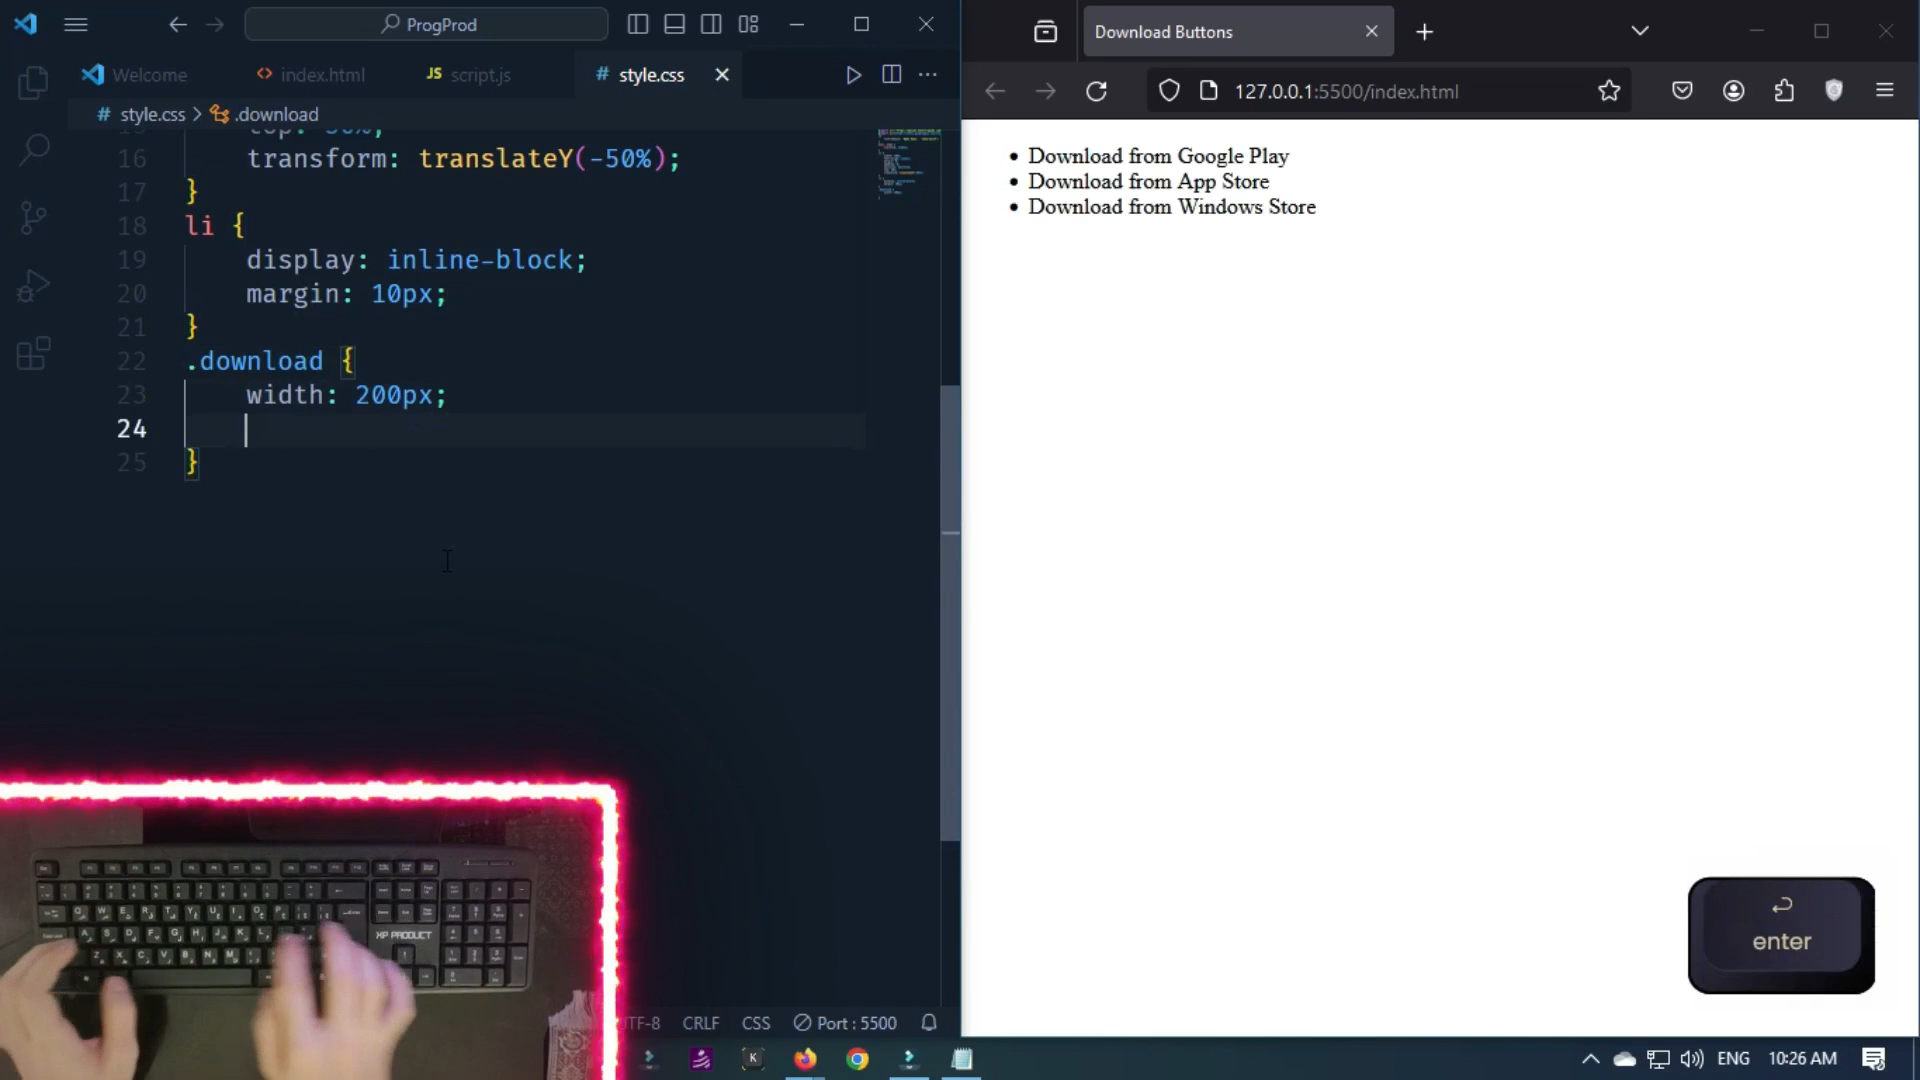 ProgProd
Welcome
index.html
JS script.js
# style.css
# style.css > .download
16 transform: translateY(-50%);
17 }
18 li {
19 display: inline-block;
20 margin: 10px;
21 }
22 .download {
23 width: 200px;
24
25 }
XP PRODUCT
CRLF
CSS
Port : 5500
K
Download Buttons
127.0.0.1:5500/index.html
• Download from Google Play
• Download from App Store
• Download from Windows Store
enter
ENG
10:26 AM